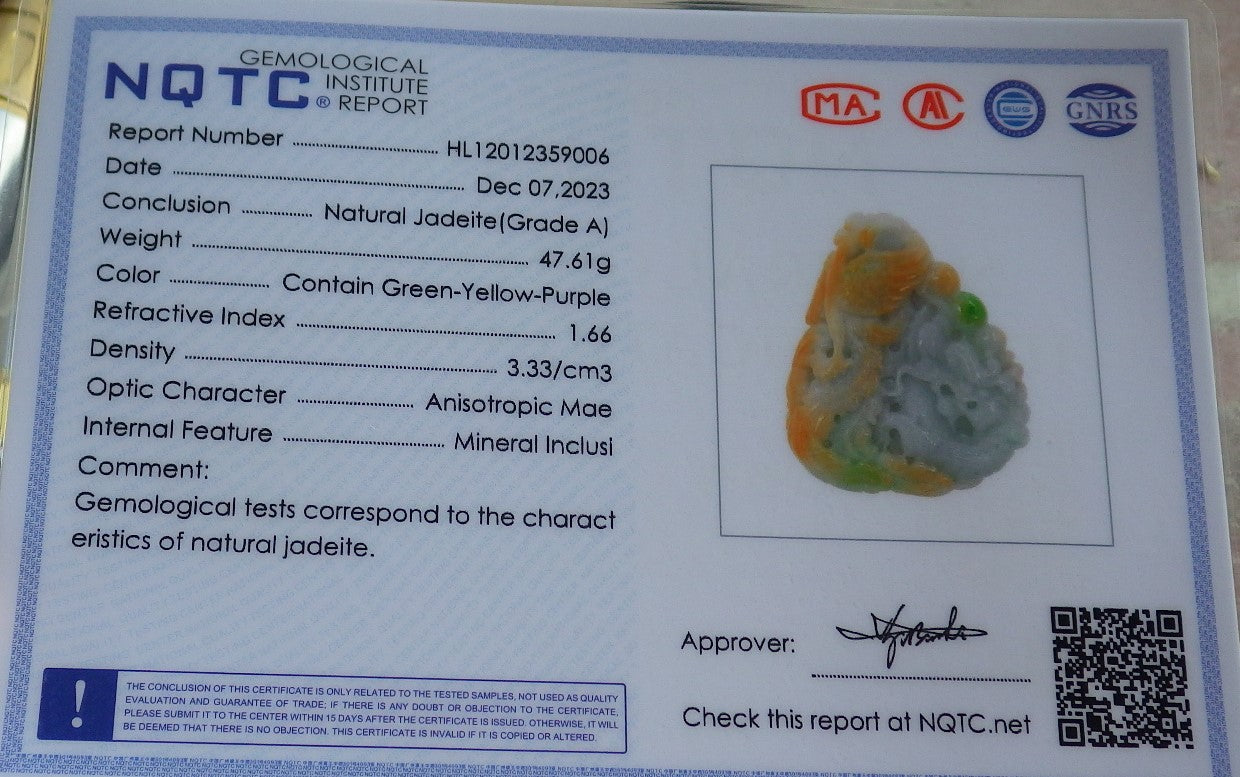 GEMOLOGICAL
NQTC® INSTITUTE
REPORT
MA
AL
CWS
GNRS
Report Number HL12012359006
Date Dec 07,2023
Conclusion Natural Jadeite(Grade A)
Weight 47.61g
Color Contain Green-Yellow-Purple
Refractive Index 1.66
Density 3.33/cm3
Optic Character Anisotropic Mae
Internal Feature Mineral Inclusi
Comment:
Gemological tests correspond to the charact
eristics of natural jadeite.
Approver:
Check this report at NQTC.net
!
THE CONCLUSION OF THIS CERTIFICATE IS ONLY RELATED TO THE TESTED SAMPLES, NOT USED AS QUALITY
EVALUATION AND GUARANTEE OF TRADE; IF THERE IS ANY DOUBT OR OBJECTION TO THE CERTIFICATE,
PLEASE SUBMIT IT TO THE CENTER WITHIN 15 DAYS AFTER THE CERTIFICATE IS ISSUED. OTHERWISE, IT WILL
BE DEEMED THAT THERE IS NO OBJECTION. THIS CERTIFICATE IS INVALID IF IT IS COPIED OR ALTERED.